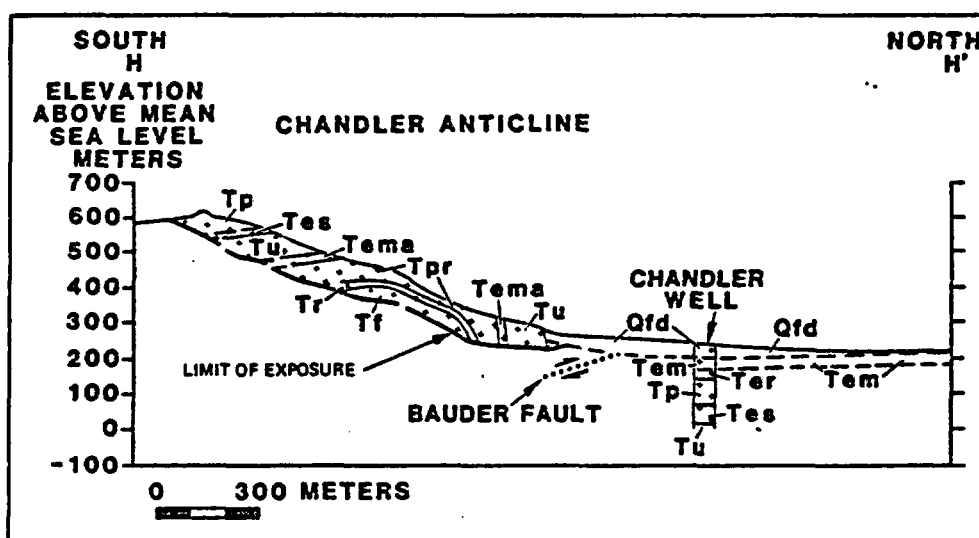 SOUTH
H
NORTH
H'
ELEVATION
ABOVE MEAN
SEA LEVEL
METERS
CHANDLER ANTICLINE
700
600
500
400
300
200
100
0
-100
Tp
Tes
Tu
Tema
Tpr
Tr
Tf
Tema
Tu
LIMIT OF EXPOSURE
BAUDER FAULT
CHANDLER
WELL
Qfd
Qfd
Tem
Ter
Tem
Tp
Tes
Tu
0 300 METERS